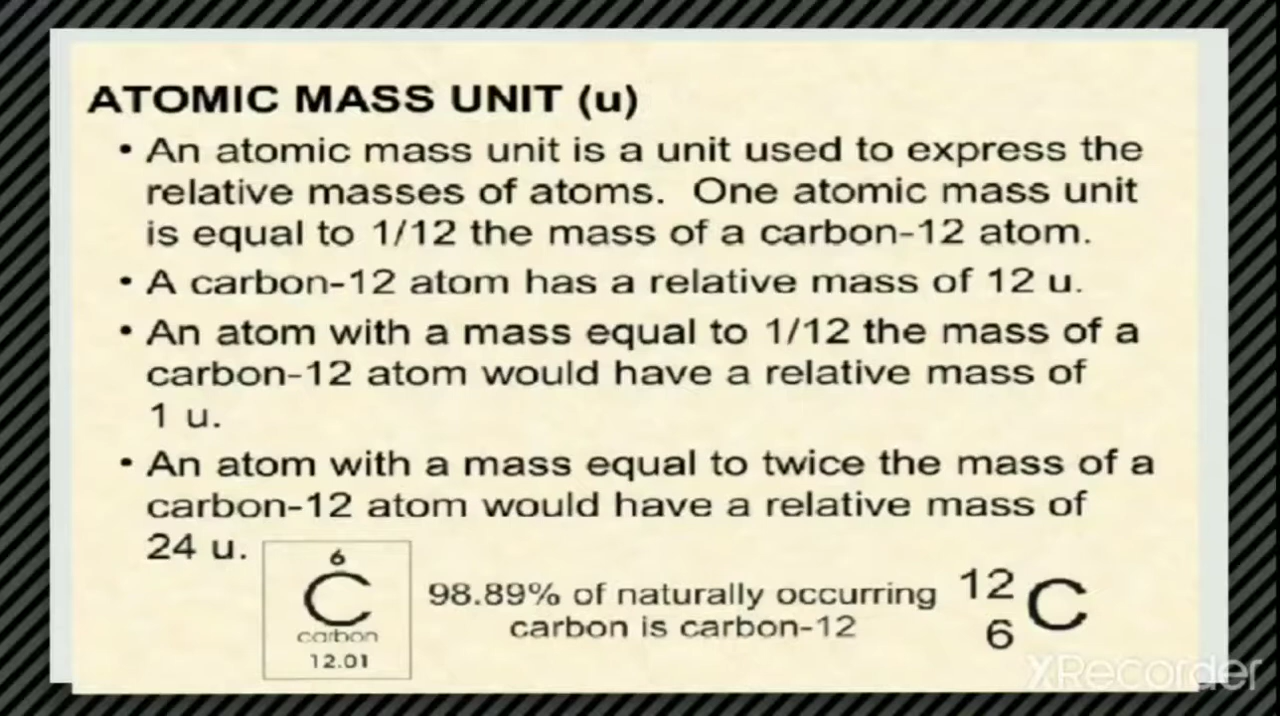 ATOMIC MASS UNIT (u)
• An atomic mass unit is a unit used to express the
relative masses of atoms. One atomic mass unit
is equal to 1/12 the mass of a carbon-12 atom.
• A carbon-12 atom has a relative mass of 12 u.
• An atom with a mass equal to 1/12 the mass of a
carbon-12 atom would have a relative mass of
1 u.
• An atom with a mass equal to twice the mass of a
carbon-12 atom would have a relative mass of
24 u.
6
C
carbon
12.01
98.89% of naturally occurring
carbon is carbon-12
12
6 C
XRecorder